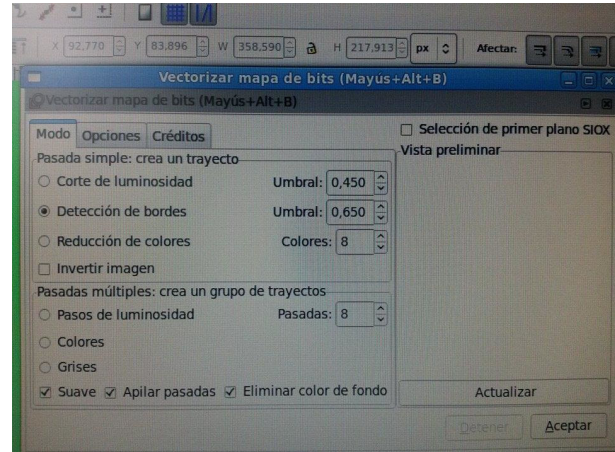 X 92,770 Y 83,896 W 358,590 H 217,913 px Afectar:
Vectorizar mapa de bits (Mayús+Alt+B)
Vectorizar mapa de bits (Mayús+Alt+B)
Modo Opciones Créditos
Selección de primer plano SIOX
Pasada simple: crea un trayecto
Vista preliminar
Corte de luminosidad Umbral: 0,450
Detección de bordes Umbral: 0,650
Reducción de colores Colores: 8
Invertir imagen
Pasadas múltiples: crea un grupo de trayectos
Pasos de luminosidad Pasadas: 8
Colores
Grises
Suave Apilar pasadas Eliminar color de fondo
Actualizar
Detener Aceptar